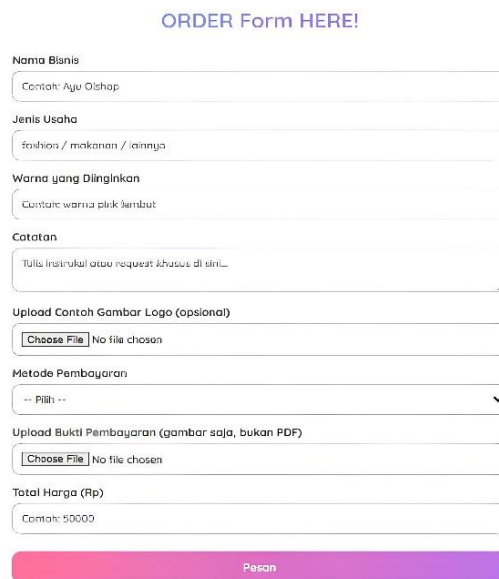 ORDER Form HERE!
Nama Bisnis
Contoh: Ayu Olshop
Jenis Usaha
fashion / makanan / lainnya
Warna yang Diinginkan
Contoh: warna pink lembut
Catatan
Tulis instruksi atau request khusus di sini...
Upload Contoh Gambar Logo (opsional)
Choose File No file chosen
Metode Pembayaran
-- Pilih --
Upload Bukti Pembayaran (gambar saja, bukan PDF)
Choose File No file chosen
Total Harga (Rp)
Contoh: 50000
Pesan